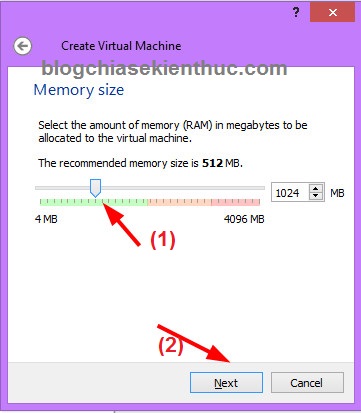 ?
Create Virtual Machine
blogchiasekienthuc.com
Memory size
Select the amount of memory (RAM) in megabytes to be
allocated to the virtual machine.
The recommended memory size is 512 MB.
1024 MB
4 MB 4096 MB
(1)
(2)
Next Cancel